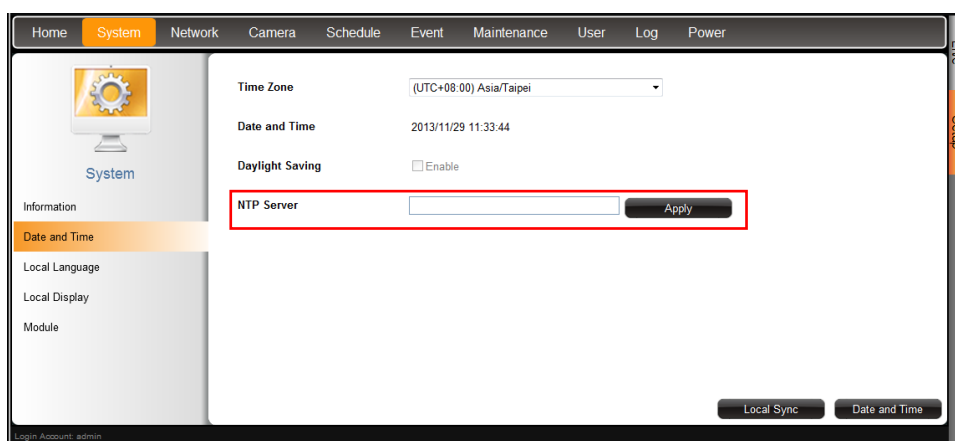 Home System Network Camera Schedule Event Maintenance User Log Power
System
Information
Date and Time
Local Language
Local Display
Module
Time Zone (UTC+08:00) Asia/Taipei
Date and Time 2013/11/29 11:33:44
Daylight Saving Enable
NTP Server Apply
Local Sync Date and Time
Login Account: admin